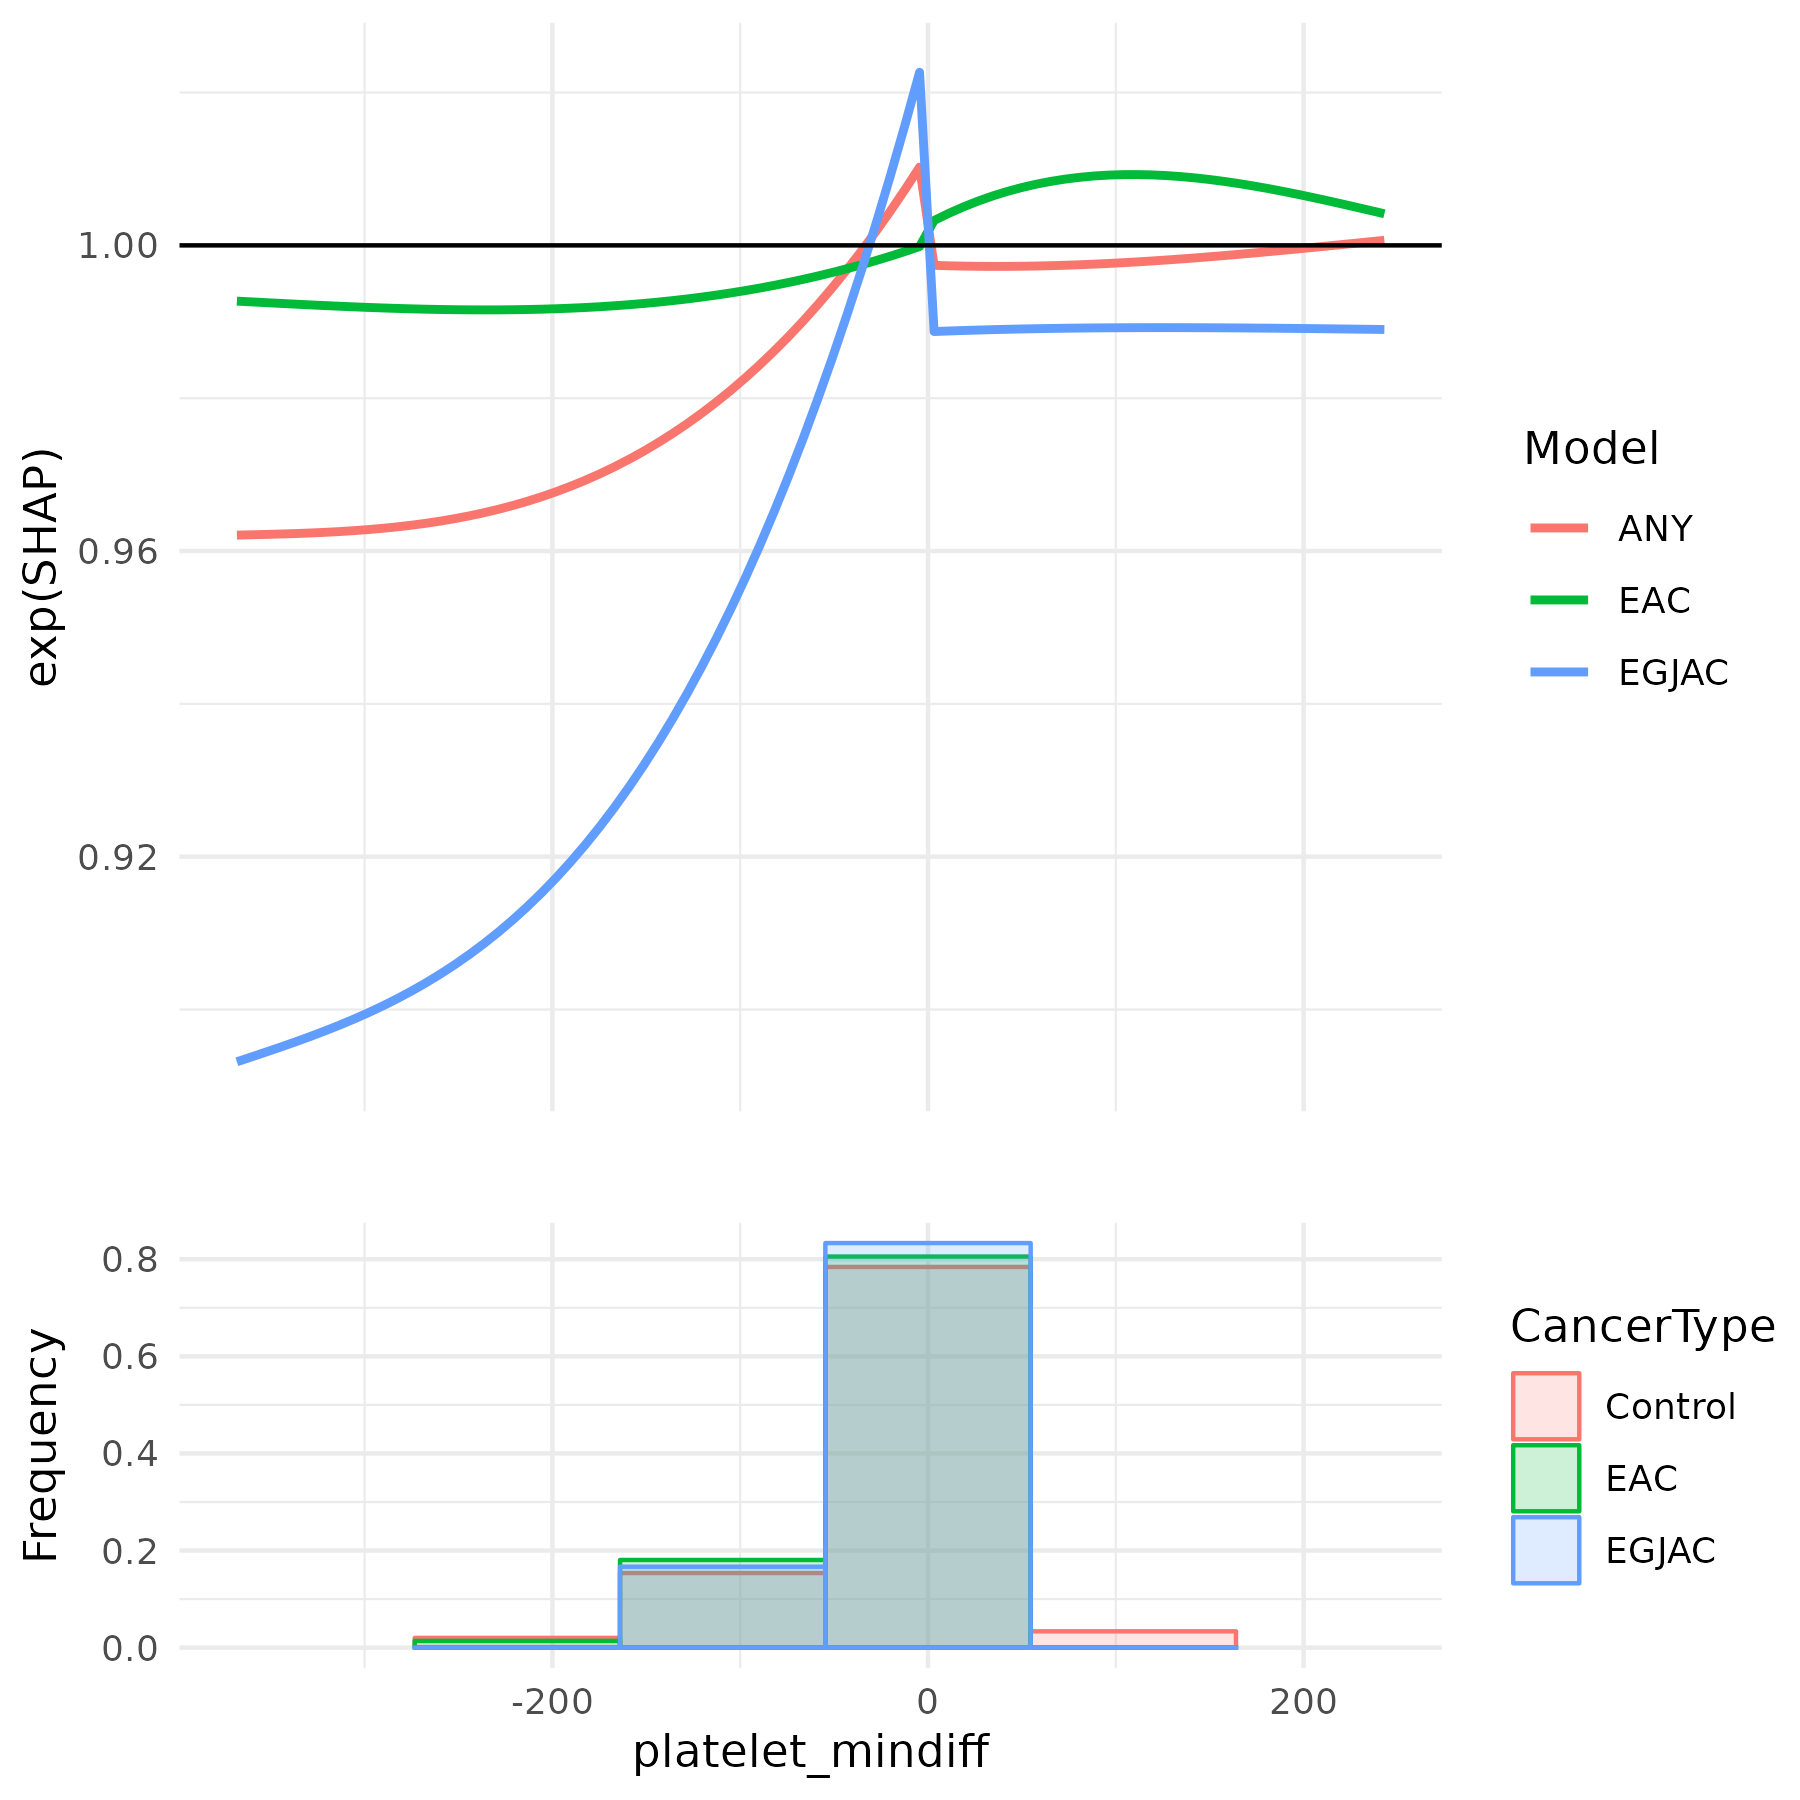 exp(SHAP)
1.00
0.96
0.92
Model
ANY
EAC
EGJAC
Frequency
0.8
0.6
0.4
0.2
0.0
-200
0
200
platelet_mindiff
CancerType
Control
EAC
EGJAC